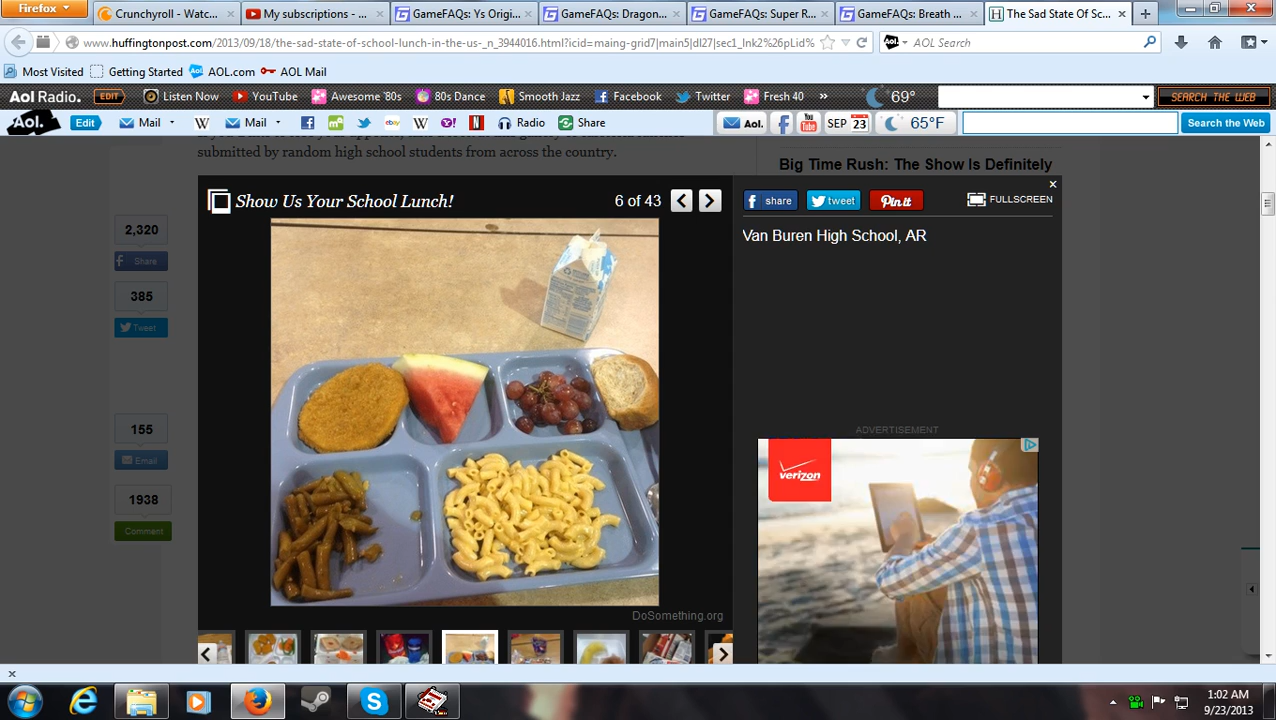 Firefox
Crunchyroll - Watc...
My subscriptions - ...
GameFAQs: Ys Origi...
GameFAQs: Dragon...
GameFAQs: Super R...
GameFAQs: Breath ...
The Sad State Of Sc...
www.huffingtonpost.com/2013/09/18/the-sad-state-of-school-lunch-in-the-us-_n_3944016.html?icid=maing-grid7|main5|dl27|sec1_lnk2%26pLid%
AOL Search
Most Visited
Getting Started
AOL.com
AOL Mail
Aol Radio.
EDIT
Listen Now
YouTube
Awesome '80s
80s Dance
Smooth Jazz
Facebook
Twitter
Fresh 40
69°
SEARCH THE WEB
Aol.
Edit
Mail
W
Mail
ebay
W
Y!
N
Radio
Share
Aol.
SEP 23
65°F
Search the Web
submitted by random high school students from across the country.
Big Time Rush: The Show Is Definitely
Show Us Your School Lunch!
6 of 43
share
tweet
Pin it
FULLSCREEN
Van Buren High School, AR
2,320
Share
385
Tweet
155
Email
1938
Comment
ADVERTISEMENT
verizon
DoSomething.org
1:02 AM
9/23/2013